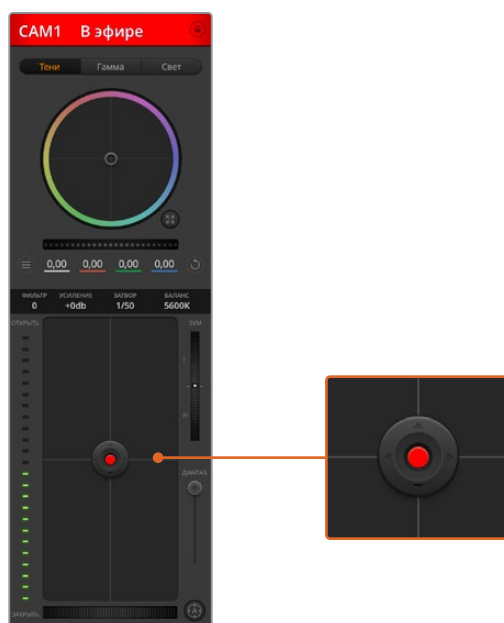 CAM1 В эфире
Тени Гамма Свет
0,00 0,00 0,00 0,00
ФИЛЬТР УСИЛЕНИЕ ЗАТВОР БАЛАНС
0 +0db 1/50 5600K
ОТКРЫТЬ ЗУМ
T
W
ДИАПАЗ.
ЗАКРЫТЬ